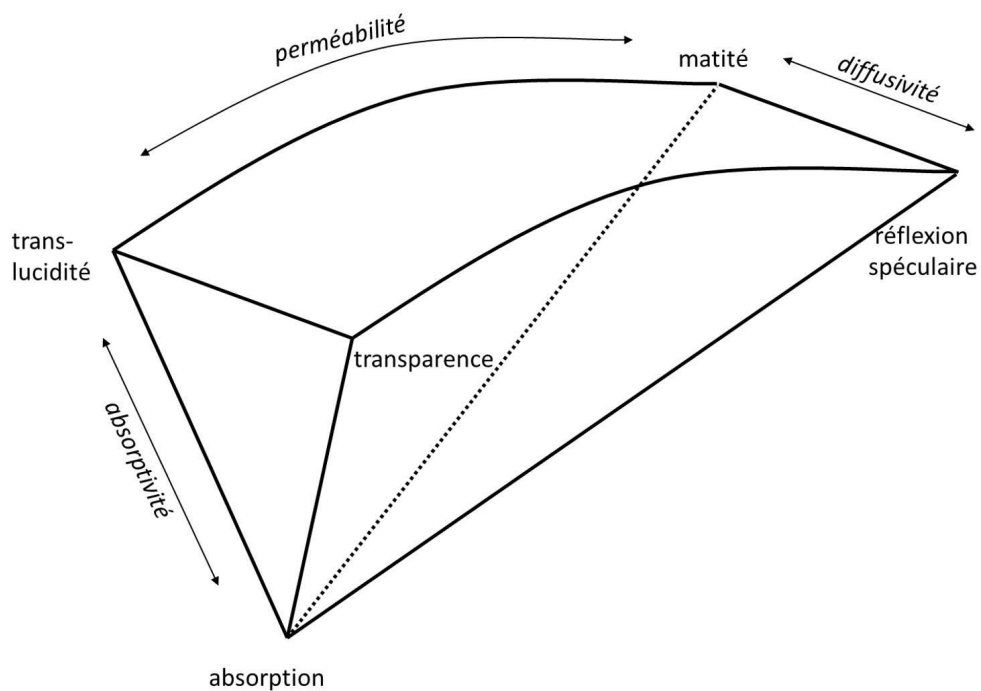 perméabilité
matité
diffusivité
trans-
lucidité
réflexion
spéculaire
transparence
absorptivité
absorption